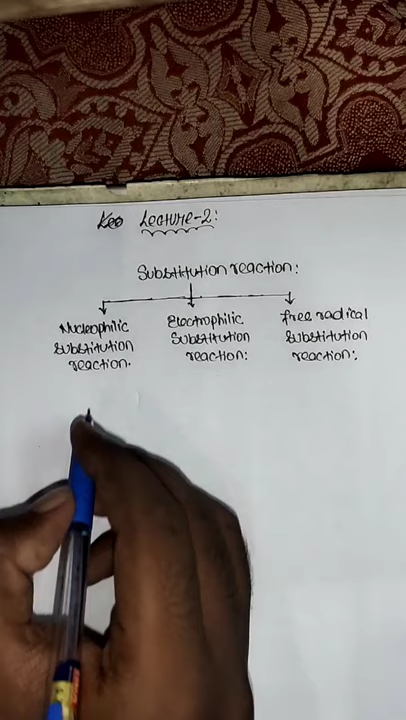 Lecture-2:
Substitution reaction:
Nucleophilic
substitution
reaction.
Electrophilic
Substitution
reaction:
free radical
Substitution
reaction: